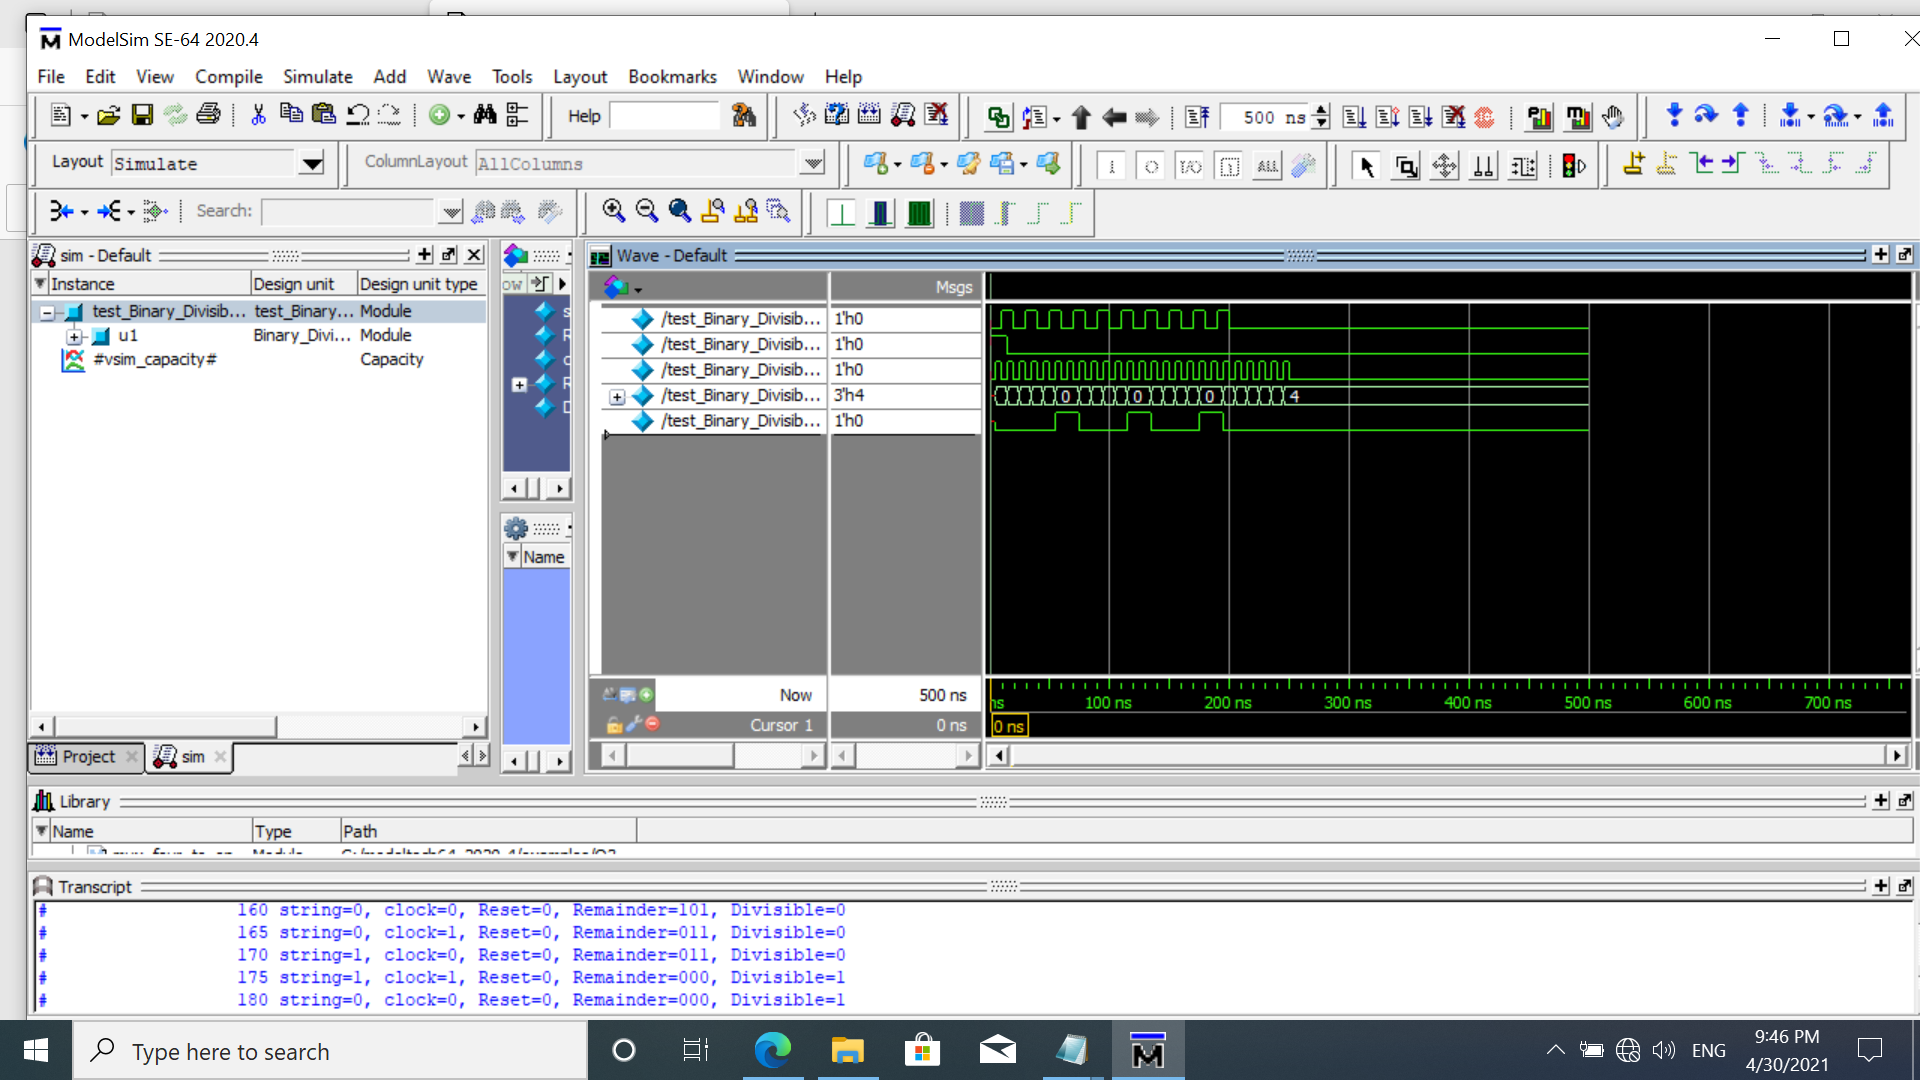 ModelSim SE-64 2020.4
File Edit View Compile Simulate Add Wave Tools Layout Bookmarks Window Help
Help
500 ns
Layout Simulate
ColumnLayout AllColumns
ALL
Search:
sim - Default
Instance Design unit Design unit type
test_Binary_Divisib... test_Binary... Module
u1 Binary_Divi... Module
#vsim_capacity# Capacity
Project
sim
Name
Wave - Default
Msgs
/test_Binary_Divisib... 1'h0
/test_Binary_Divisib... 1'h0
/test_Binary_Divisib... 1'h0
/test_Binary_Divisib... 3'h4 0 0 0 4
/test_Binary_Divisib... 1'h0
Now 500 ns
Cursor 1 0 ns
ns 100 ns 200 ns 300 ns 400 ns 500 ns 600 ns 700 ns
0 ns
Library
Name Type Path
Transcript
# 160 string=0, clock=0, Reset=0, Remainder=101, Divisible=0
# 165 string=0, clock=1, Reset=0, Remainder=011, Divisible=0
# 170 string=1, clock=0, Reset=0, Remainder=011, Divisible=0
# 175 string=1, clock=1, Reset=0, Remainder=000, Divisible=1
# 180 string=0, clock=0, Reset=0, Remainder=000, Divisible=1
Type here to search
ENG
9:46 PM
4/30/2021